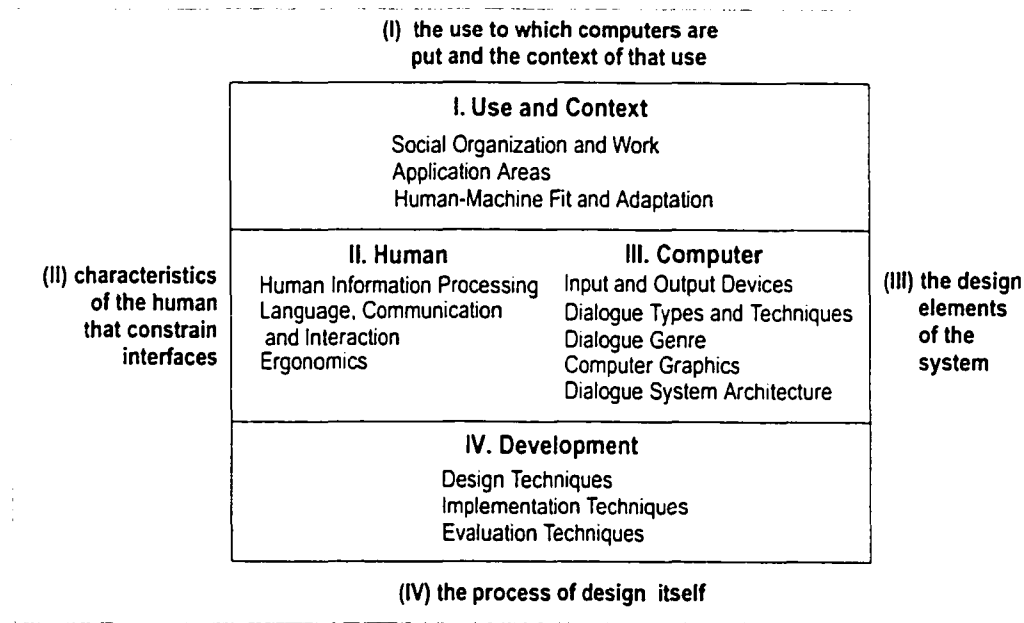 (I) the use to which computers are
put and the context of that use
I. Use and Context
Social Organization and Work
Application Areas
Human-Machine Fit and Adaptation
(II) characteristics
of the human
that constrain
interfaces
II. Human
Human Information Processing
Language, Communication
and Interaction
Ergonomics
III. Computer
Input and Output Devices
Dialogue Types and Techniques
Dialogue Genre
Computer Graphics
Dialogue System Architecture
(III) the design
elements
of the
system
IV. Development
Design Techniques
Implementation Techniques
Evaluation Techniques
(IV) the process of design itself